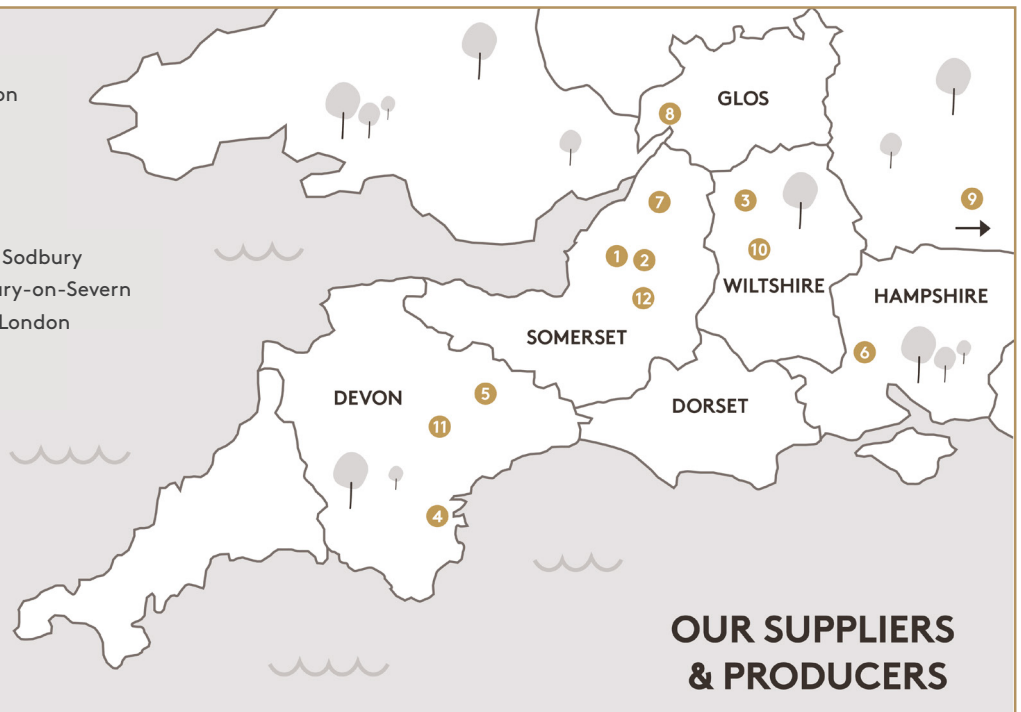 on
Sodbury
ury-on-Severn
London
GLOS
8
7
3
9
1
2
10
12
WILTSHIRE
HAMPSHIRE
SOMERSET
6
DEVON
5
DORSET
11
4
OUR SUPPLIERS
& PRODUCERS